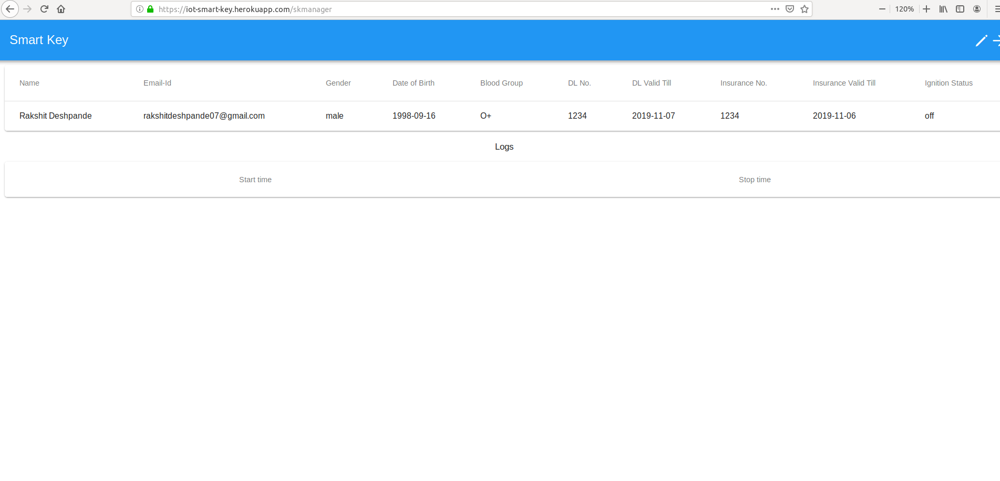 https://iot-smart-key.herokuapp.com/skmanager 120%
Smart Key
Name Email-Id Gender Date of Birth Blood Group DL No. DL Valid Till Insurance No. Insurance Valid Till Ignition Status
Rakshit Deshpande rakshitdeshpande07@gmail.com male 1998-09-16 O+ 1234 2019-11-07 1234 2019-11-06 off
Logs
Start time Stop time